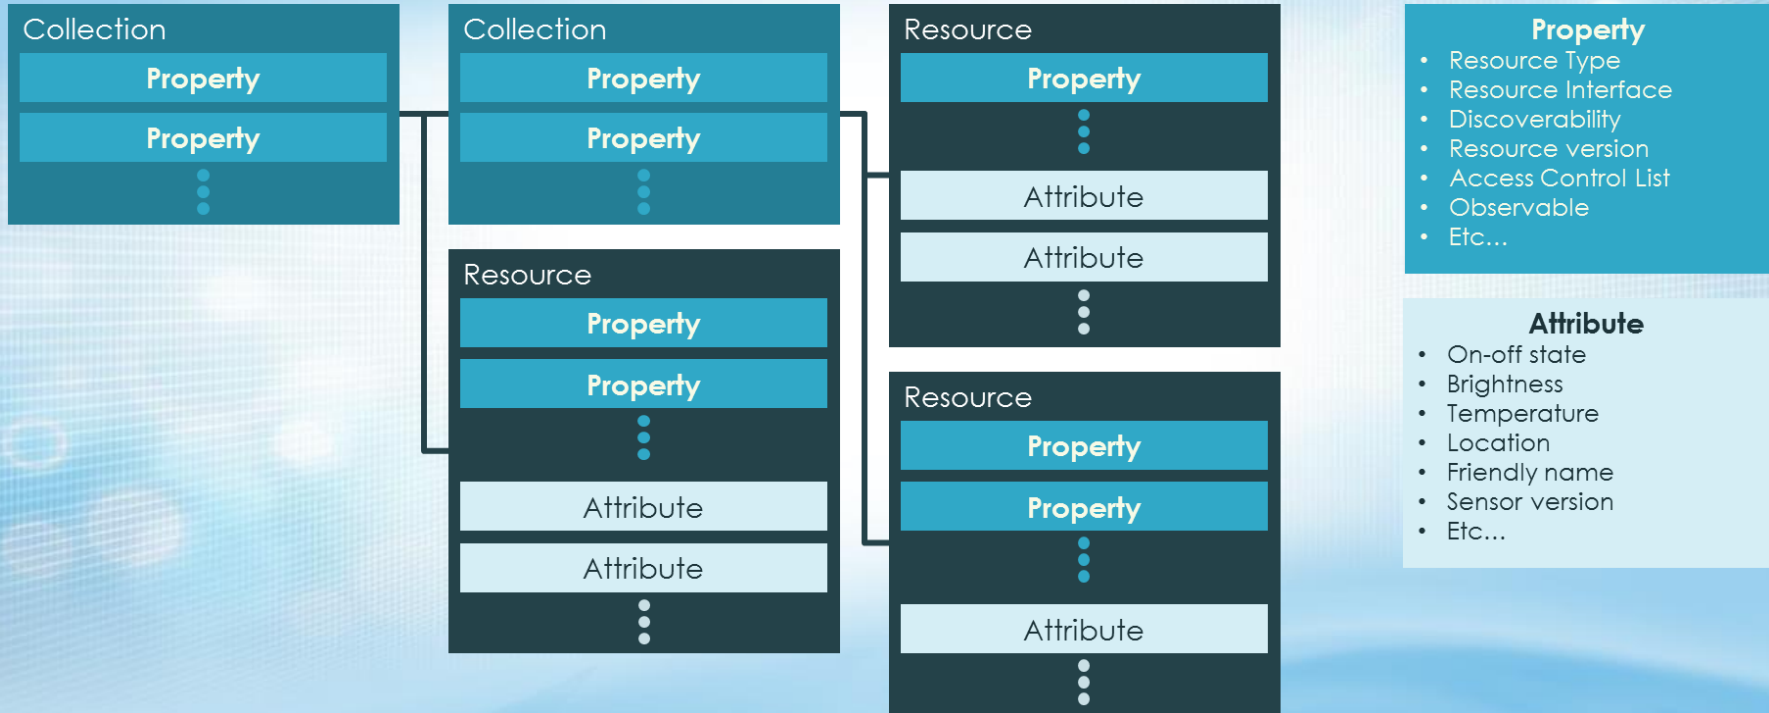 Collection
Property
Property
Collection
Property
Property
Resource
Property
Property
Attribute
Attribute
Resource
Property
Attribute
Attribute
Resource
Property
Property
Attribute
Property
• Resource Type
• Resource Interface
• Discoverability
• Resource version
• Access Control List
• Observable
• Etc...
Attribute
• On-off state
• Brightness
• Temperature
• Location
• Friendly name
• Sensor version
• Etc...